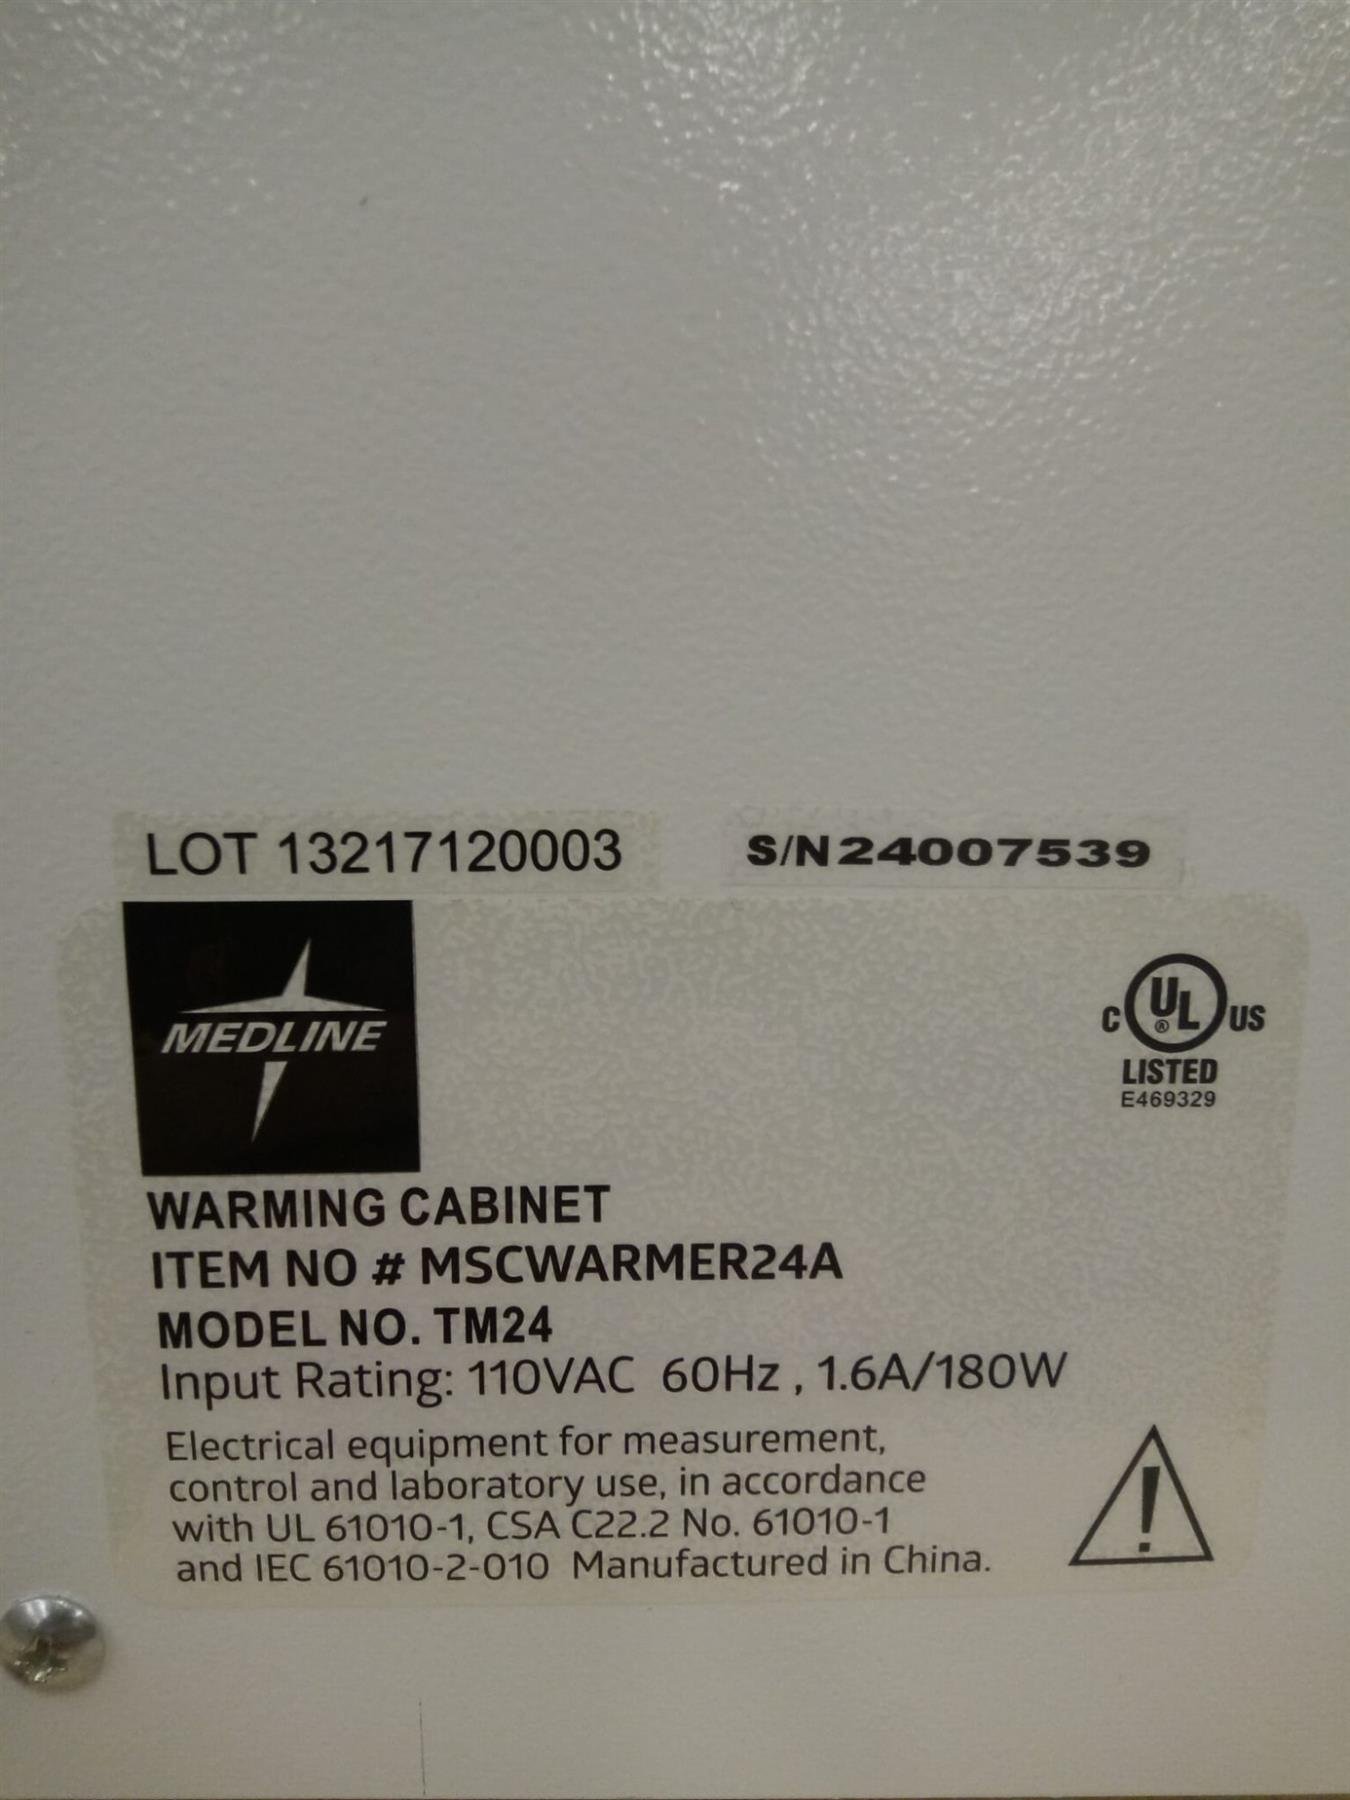 LOT 13217120003
S/N24007539
MEDLINE
C UL® US
LISTED
E469329
WARMING CABINET
ITEM NO # MSCWARMER24A
MODEL NO. TM24
Input Rating: 110VAC 60Hz , 1.6A/180W
Electrical equipment for measurement,
control and laboratory use, in accordance
with UL 61010-1, CSA C22.2 No. 61010-1
and IEC 61010-2-010 Manufactured in China.
!